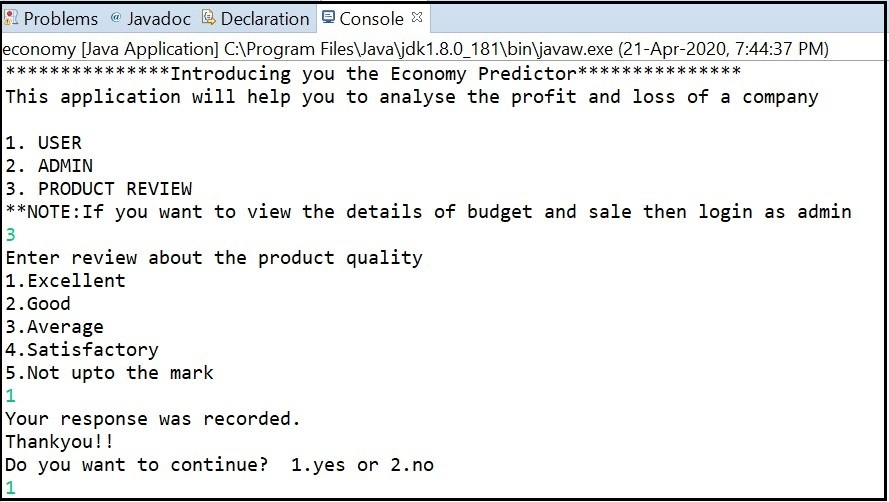 Problems @ Javadoc Declaration Console
economy [Java Application] C:\Program Files\Java\jdk1.8.0_181\bin\javaw.exe (21-Apr-2020, 7:44:37 PM)
***************Introducing you the Economy Predictor***************
This application will help you to analyse the profit and loss of a company
1. USER
2. ADMIN
3. PRODUCT REVIEW
**NOTE:If you want to view the details of budget and sale then login as admin
3
Enter review about the product quality
1.Excellent
2.Good
3.Average
4.Satisfactory
5.Not upto the mark
1
Your response was recorded.
Thankyou!!
Do you want to continue?  1.yes or 2.no
1